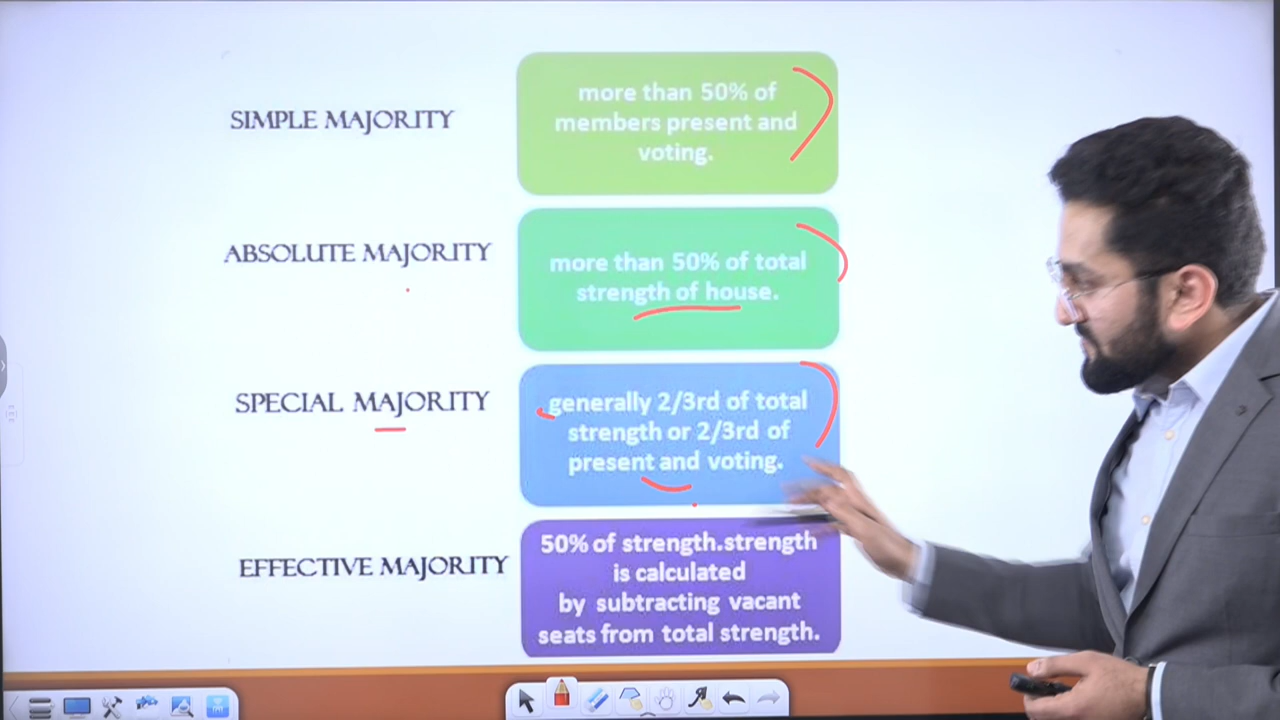 SIMPLE MAJORITY
more than 50% of
members present and
voting.
ABSOLUTE MAJORITY
more than 50% of total
strength of house.
SPECIAL MAJORITY
generally 2/3rd of total
strength or 2/3rd of
present and voting.
EFFECTIVE MAJORITY
50% of strength.strength
is calculated
by subtracting vacant
seats from total strength.